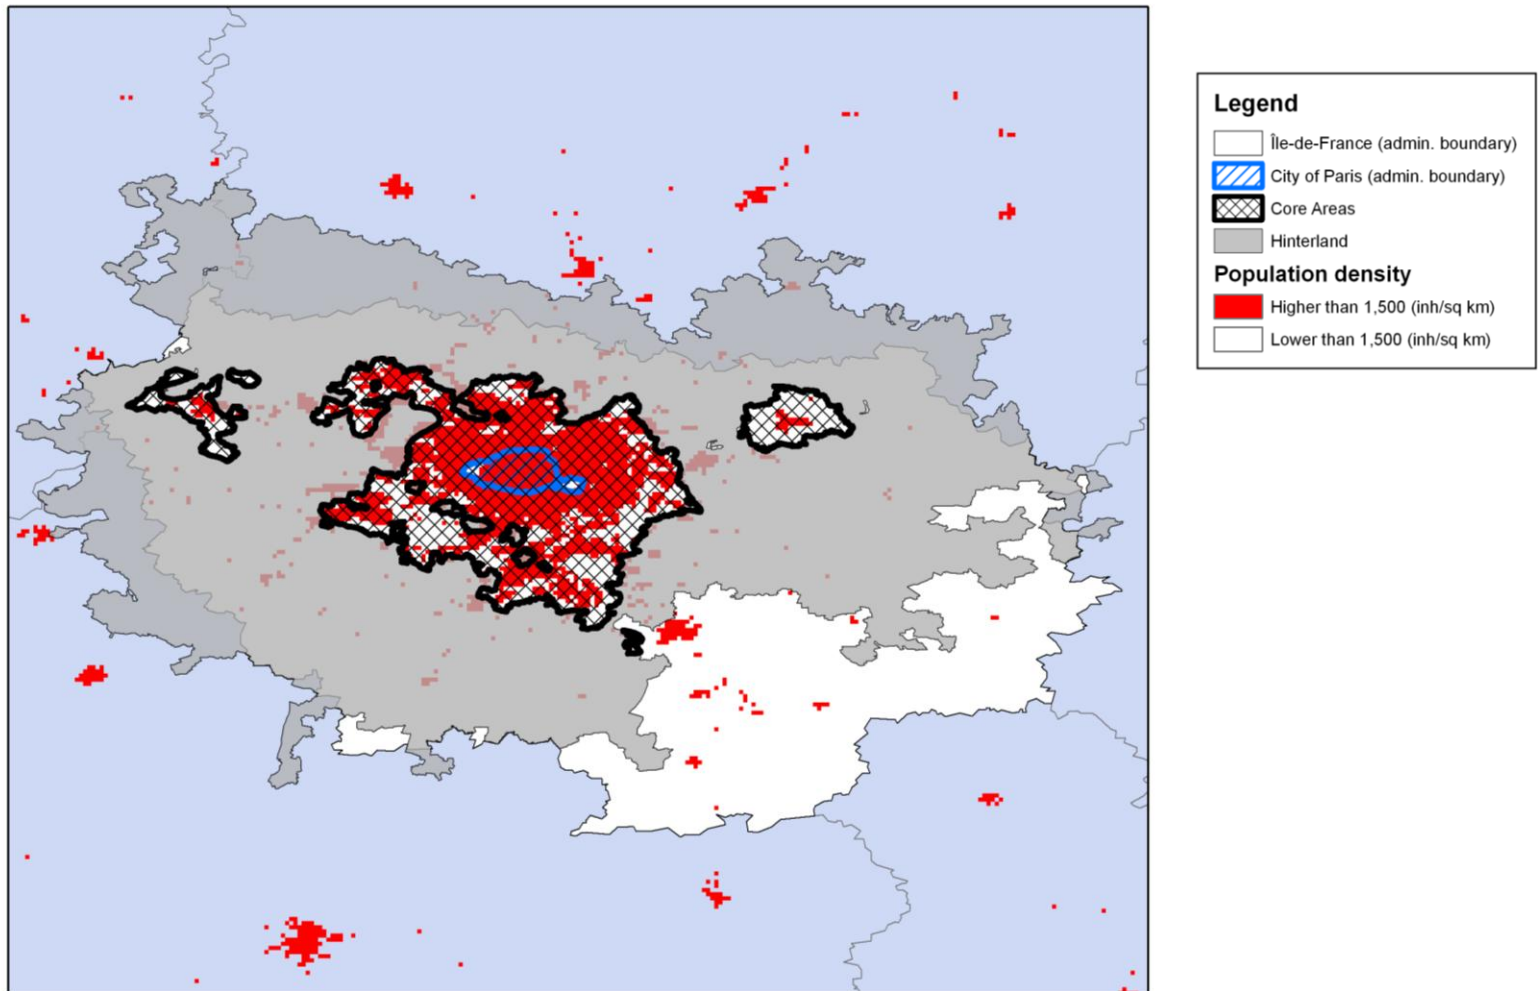 Legend
Île-de-France (admin. boundary)
City of Paris (admin. boundary)
Core Areas
Hinterland
Population density
Higher than 1,500 (inh/sq km)
Lower than 1,500 (inh/sq km)